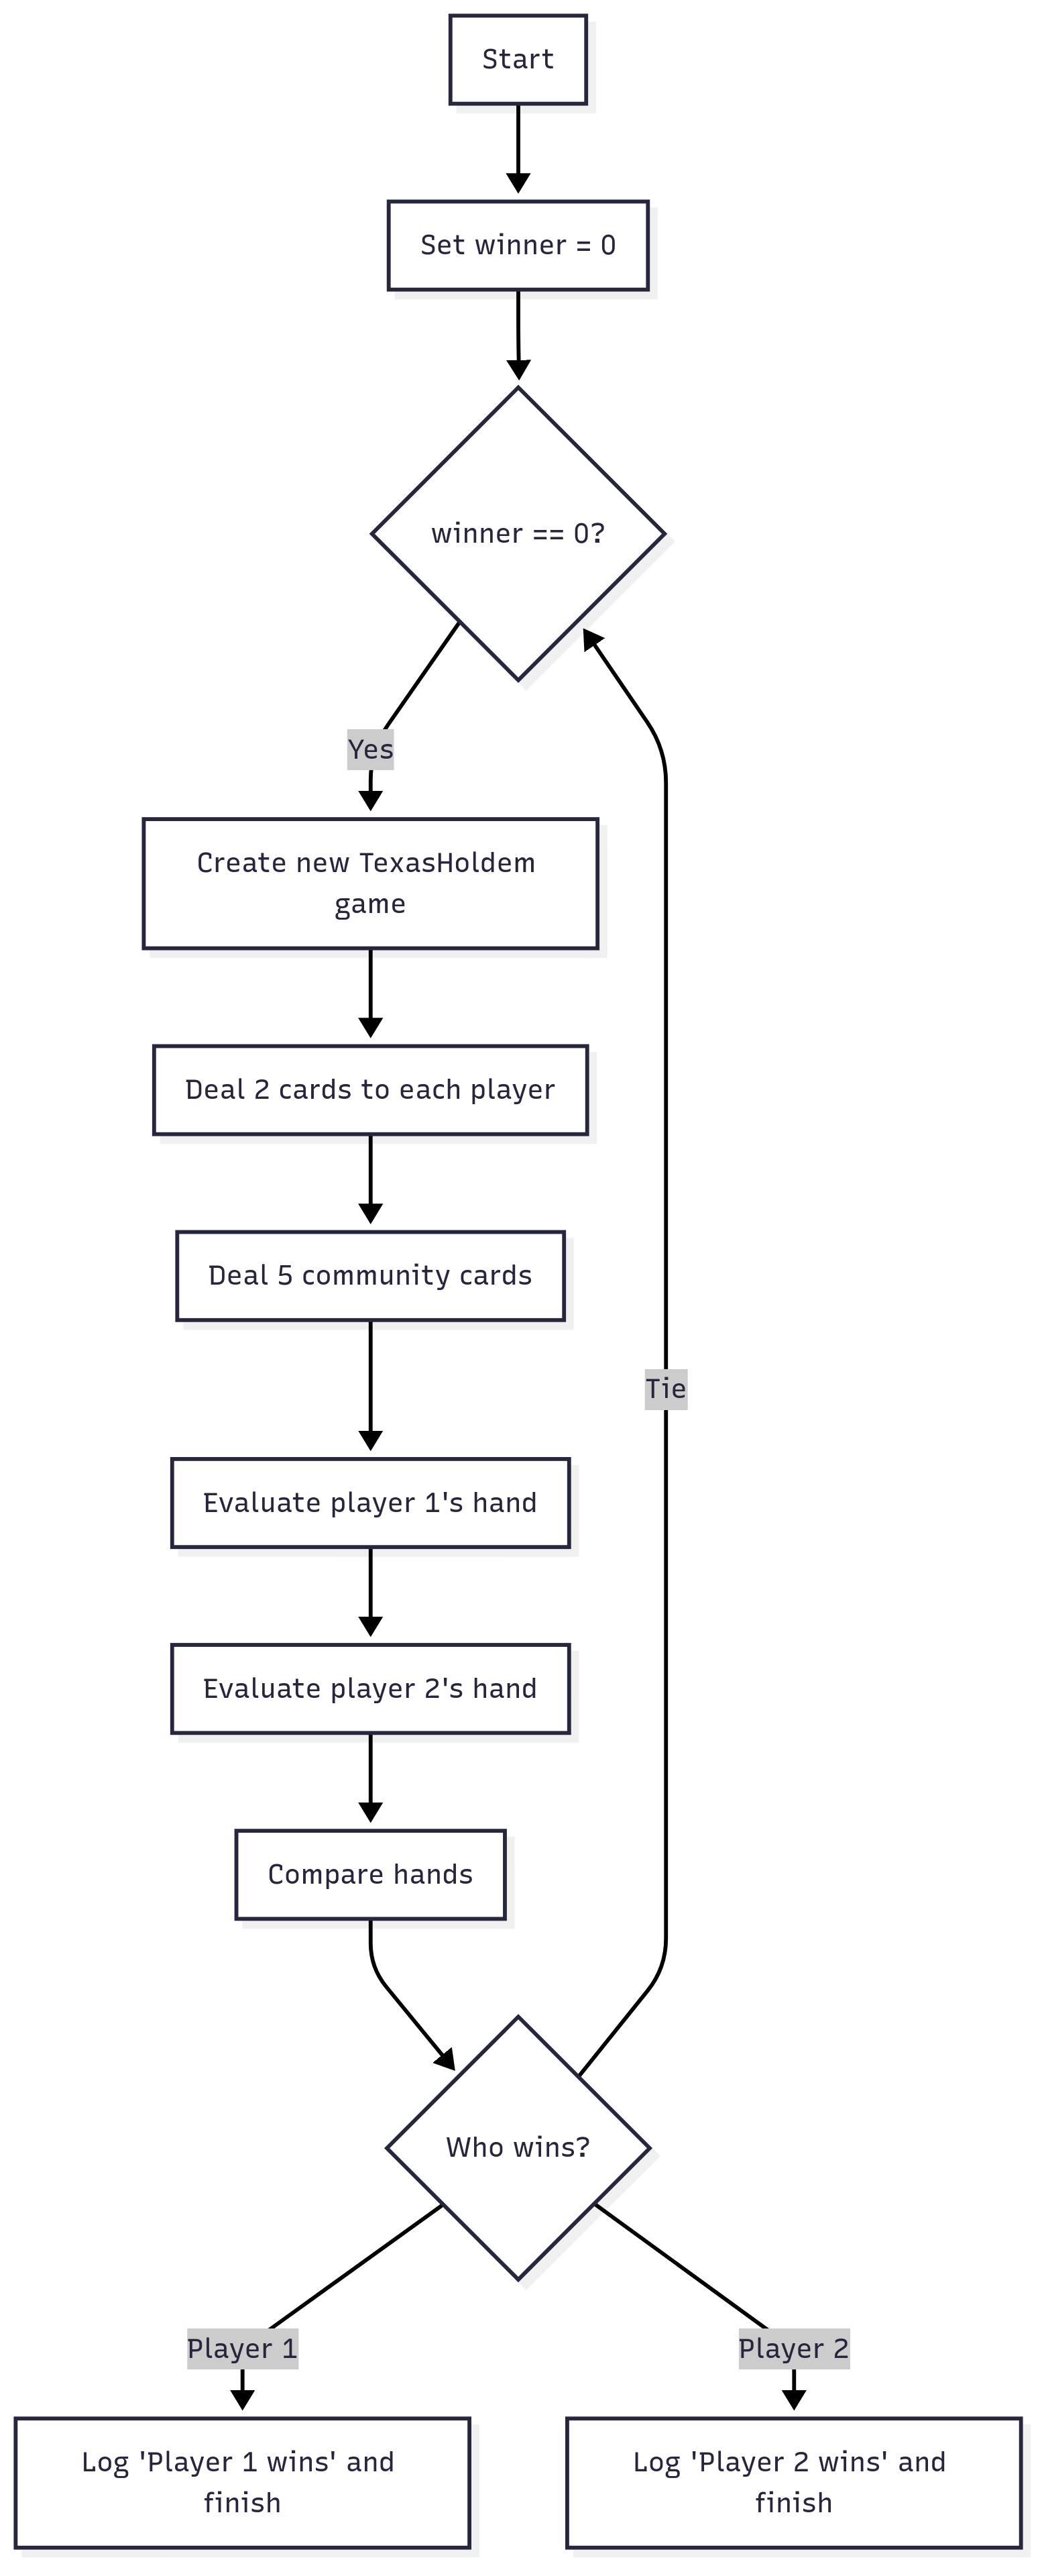 Start
Set winner = 0
winner == 0?
Yes
Create new TexasHoldem
game
Deal 2 cards to each player
Deal 5 community cards
Tie
Evaluate player 1's hand
Evaluate player 2's hand
Compare hands
Who wins?
Player 1
Player 2
Log 'Player 1 wins' and
finish
Log 'Player 2 wins' and
finish